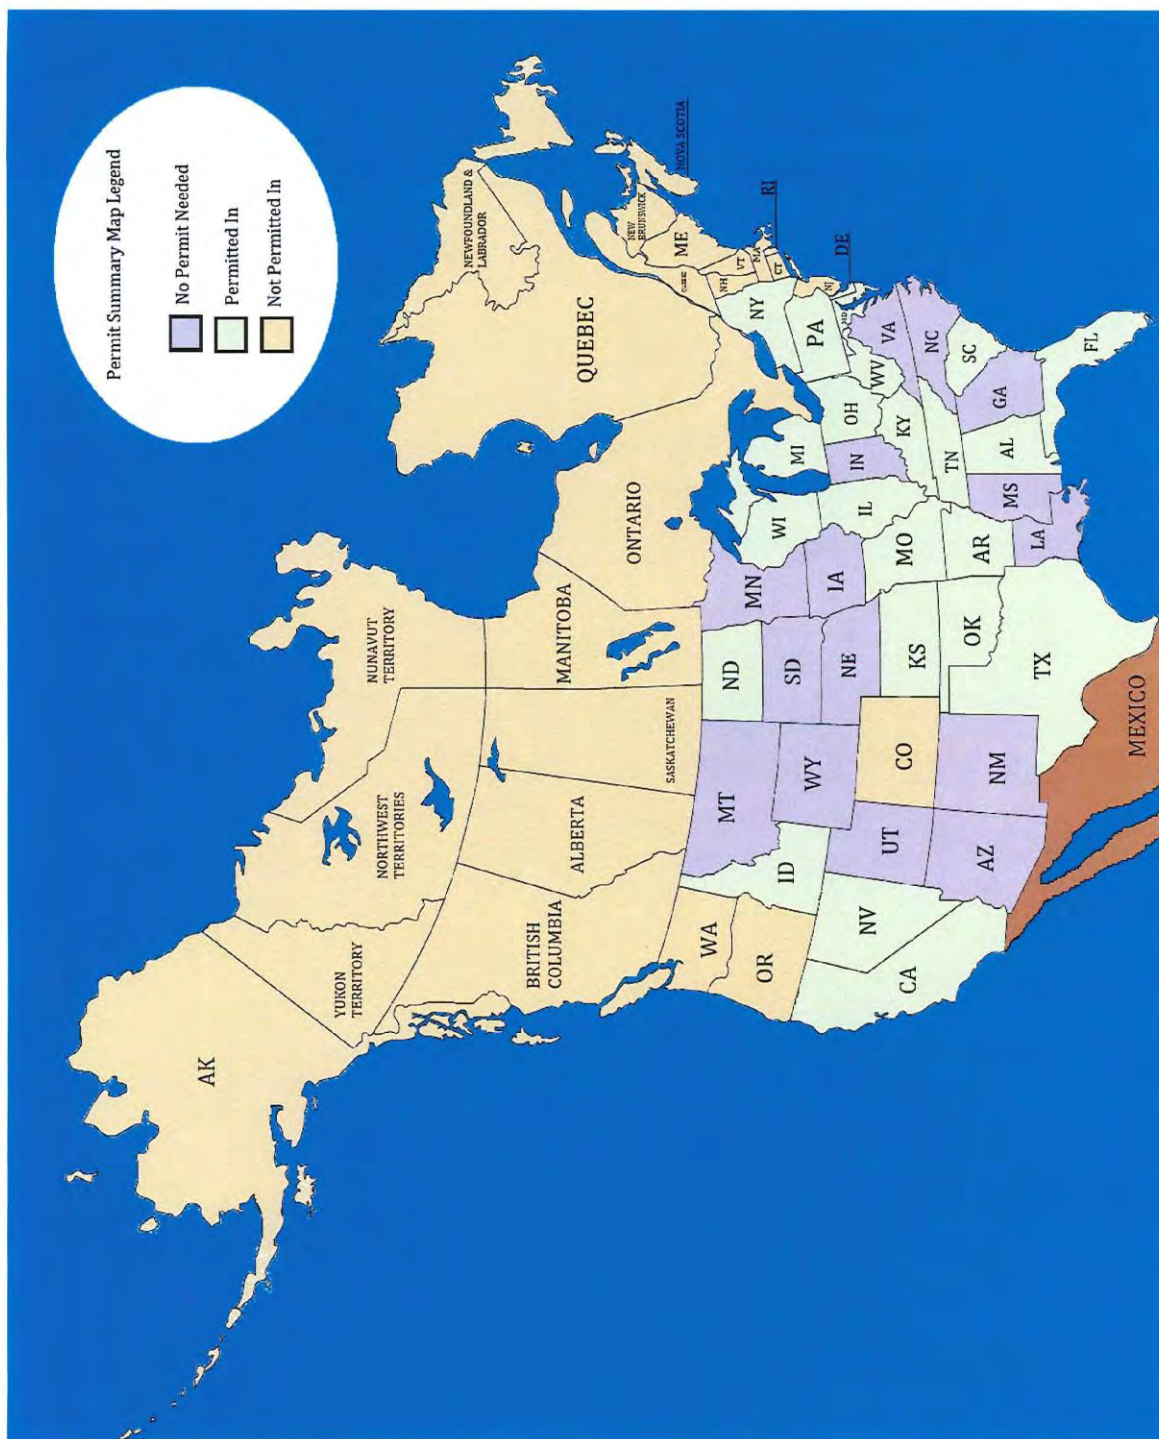 Permit Summary Map Legend
No Permit Needed
Permitted In
Not Permitted In
AK
YUKON
TERRITORY
NORTHWEST
TERRITORIES
NUNAVUT
TERRITORY
BRITISH
COLUMBIA
ALBERTA
SASKATCHEWAN
MANITOBA
ONTARIO
QUEBEC
NEWFOUNDLAND &
LABRADOR
NEW
BRUNSWICK
NOVA SCOTIA
WA
OR
CA
NV
ID
MT
WY
UT
AZ
CO
NM
ND
SD
NE
KS
OK
TX
MN
IA
MO
AR
LA
WI
IL
MI
IN
OH
KY
TN
MS
AL
GA
FL
SC
NC
VA
WV
MD
DE
PA
NJ
NY
CT
RI
MA
VT
NH
ME
MEXICO